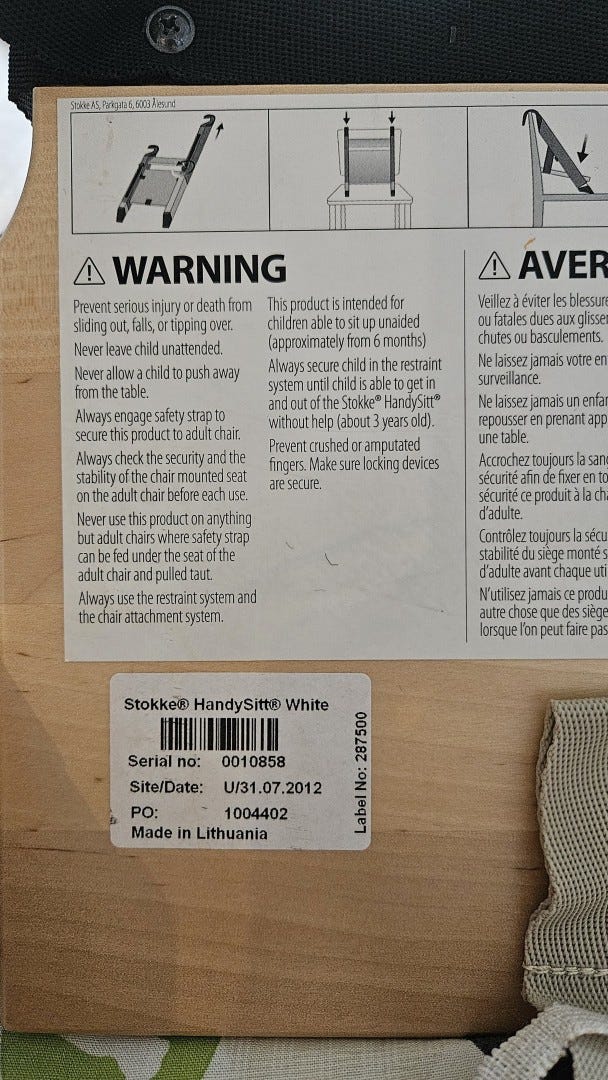 Stokke AS, Parkgata 6, 6003 Ålesund
WARNING
Prevent serious injury or death from
sliding out, falls, or tipping over.
Never leave child unattended.
Never allow a child to push away
from the table.
Always engage safety strap to
secure this product to adult chair.
Always check the security and the
stability of the chair mounted seat
on the adult chair before each use.
Never use this product on anything
but adult chairs where safety strap
can be fed under the seat of the
adult chair and pulled taut.
Always use the restraint system and
the chair attachment system.
This product is intended for
children able to sit up unaided
(approximately from 6 months)
Always secure child in the restraint
system until child is able to get in
and out of the Stokke® HandySitt®
without help (about 3 years old).
Prevent crushed or amputated
fingers. Make sure locking devices
are secure.
AVER
Veillez à éviter les blessure
ou fatales dues aux glisser
chutes ou basculements.
Ne laissez jamais votre en
surveillance.
Ne laissez jamais un enfan
repousser en prenant app
une table.
Accrochez toujours la sang
sécurité afin de fixer en to
sécurité ce produit à la cha
d'adulte.
Contrôlez toujours la sécu
stabilité du siège monté s
d'adulte avant chaque uti
N'utilisez jamais ce produ
autre chose que des siège
lorsque l'on peut faire pas
Stokke® HandySitt® White
Serial no: 0010858
Site/Date: U/31.07.2012
PO: 1004402
Made in Lithuania
Label No: 287500